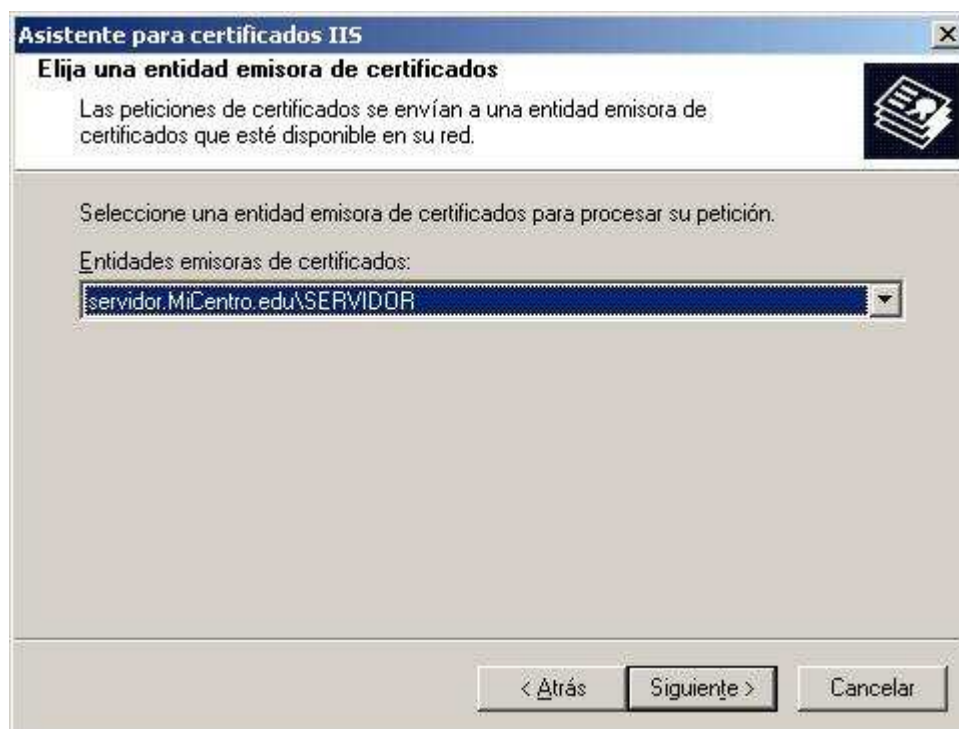 Asistente para certificados IIS
Elija una entidad emisora de certificados
Las peticiones de certificados se envían a una entidad emisora de
certificados que esté disponible en su red.
Seleccione una entidad emisora de certificados para procesar su petición.
Entidades emisoras de certificados:
servidor.MiCentro.edu\SERVIDOR
< Atrás Siguiente > Cancelar